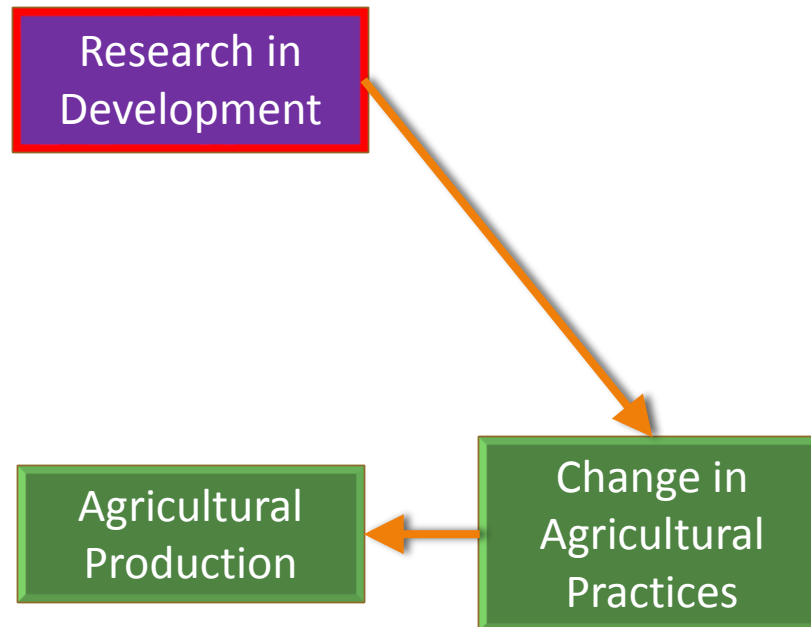 Research in
Development
Agricultural
Production
Change in
Agricultural
Practices